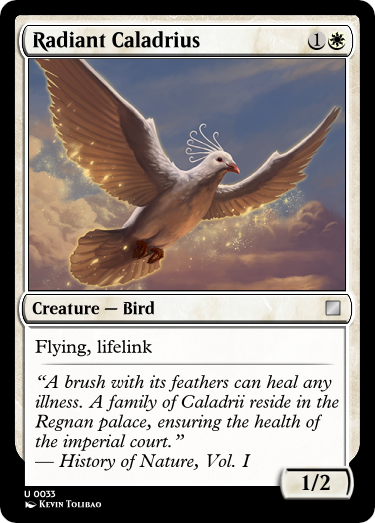 Radiant Caladrius 1
Creature — Bird
Flying, lifelink
“A brush with its feathers can heal any
illness. A family of Caladrii reside in the
Regnan palace, ensuring the health of
the imperial court.”
— History of Nature, Vol. I
1/2
U 0033
Kevin Tolibao